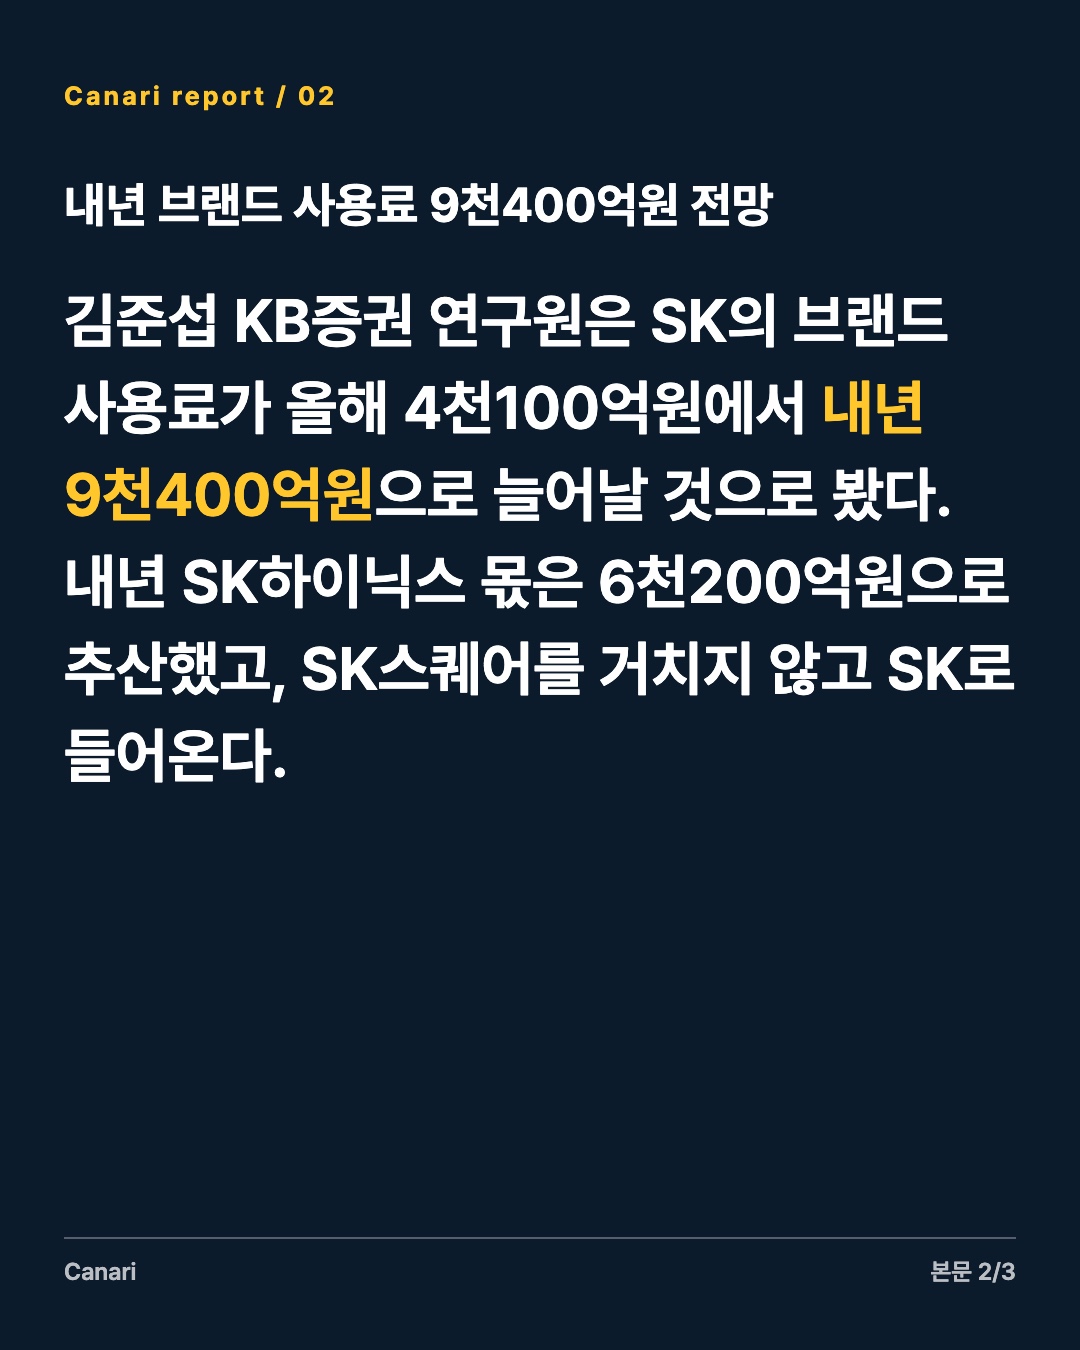 Canari report / 02
내년 브랜드 사용료 9천400억원 전망
김준섭 KB증권 연구원은 SK의 브랜드
사용료가 올해 4천100억원에서 내년
9천400억원으로 늘어날 것으로 봤다.
내년 SK하이닉스 몫은 6천200억원으로
추산했고, SK스퀘어를 거치지 않고 SK로
들어온다.
Canari
본문 2/3